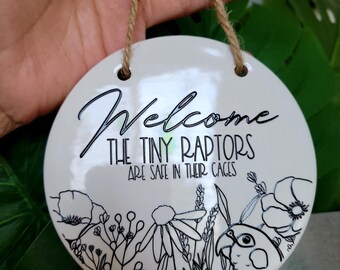 Welcome
THE TINY RAPTORS
ARE SAFE IN THEIR CAGES